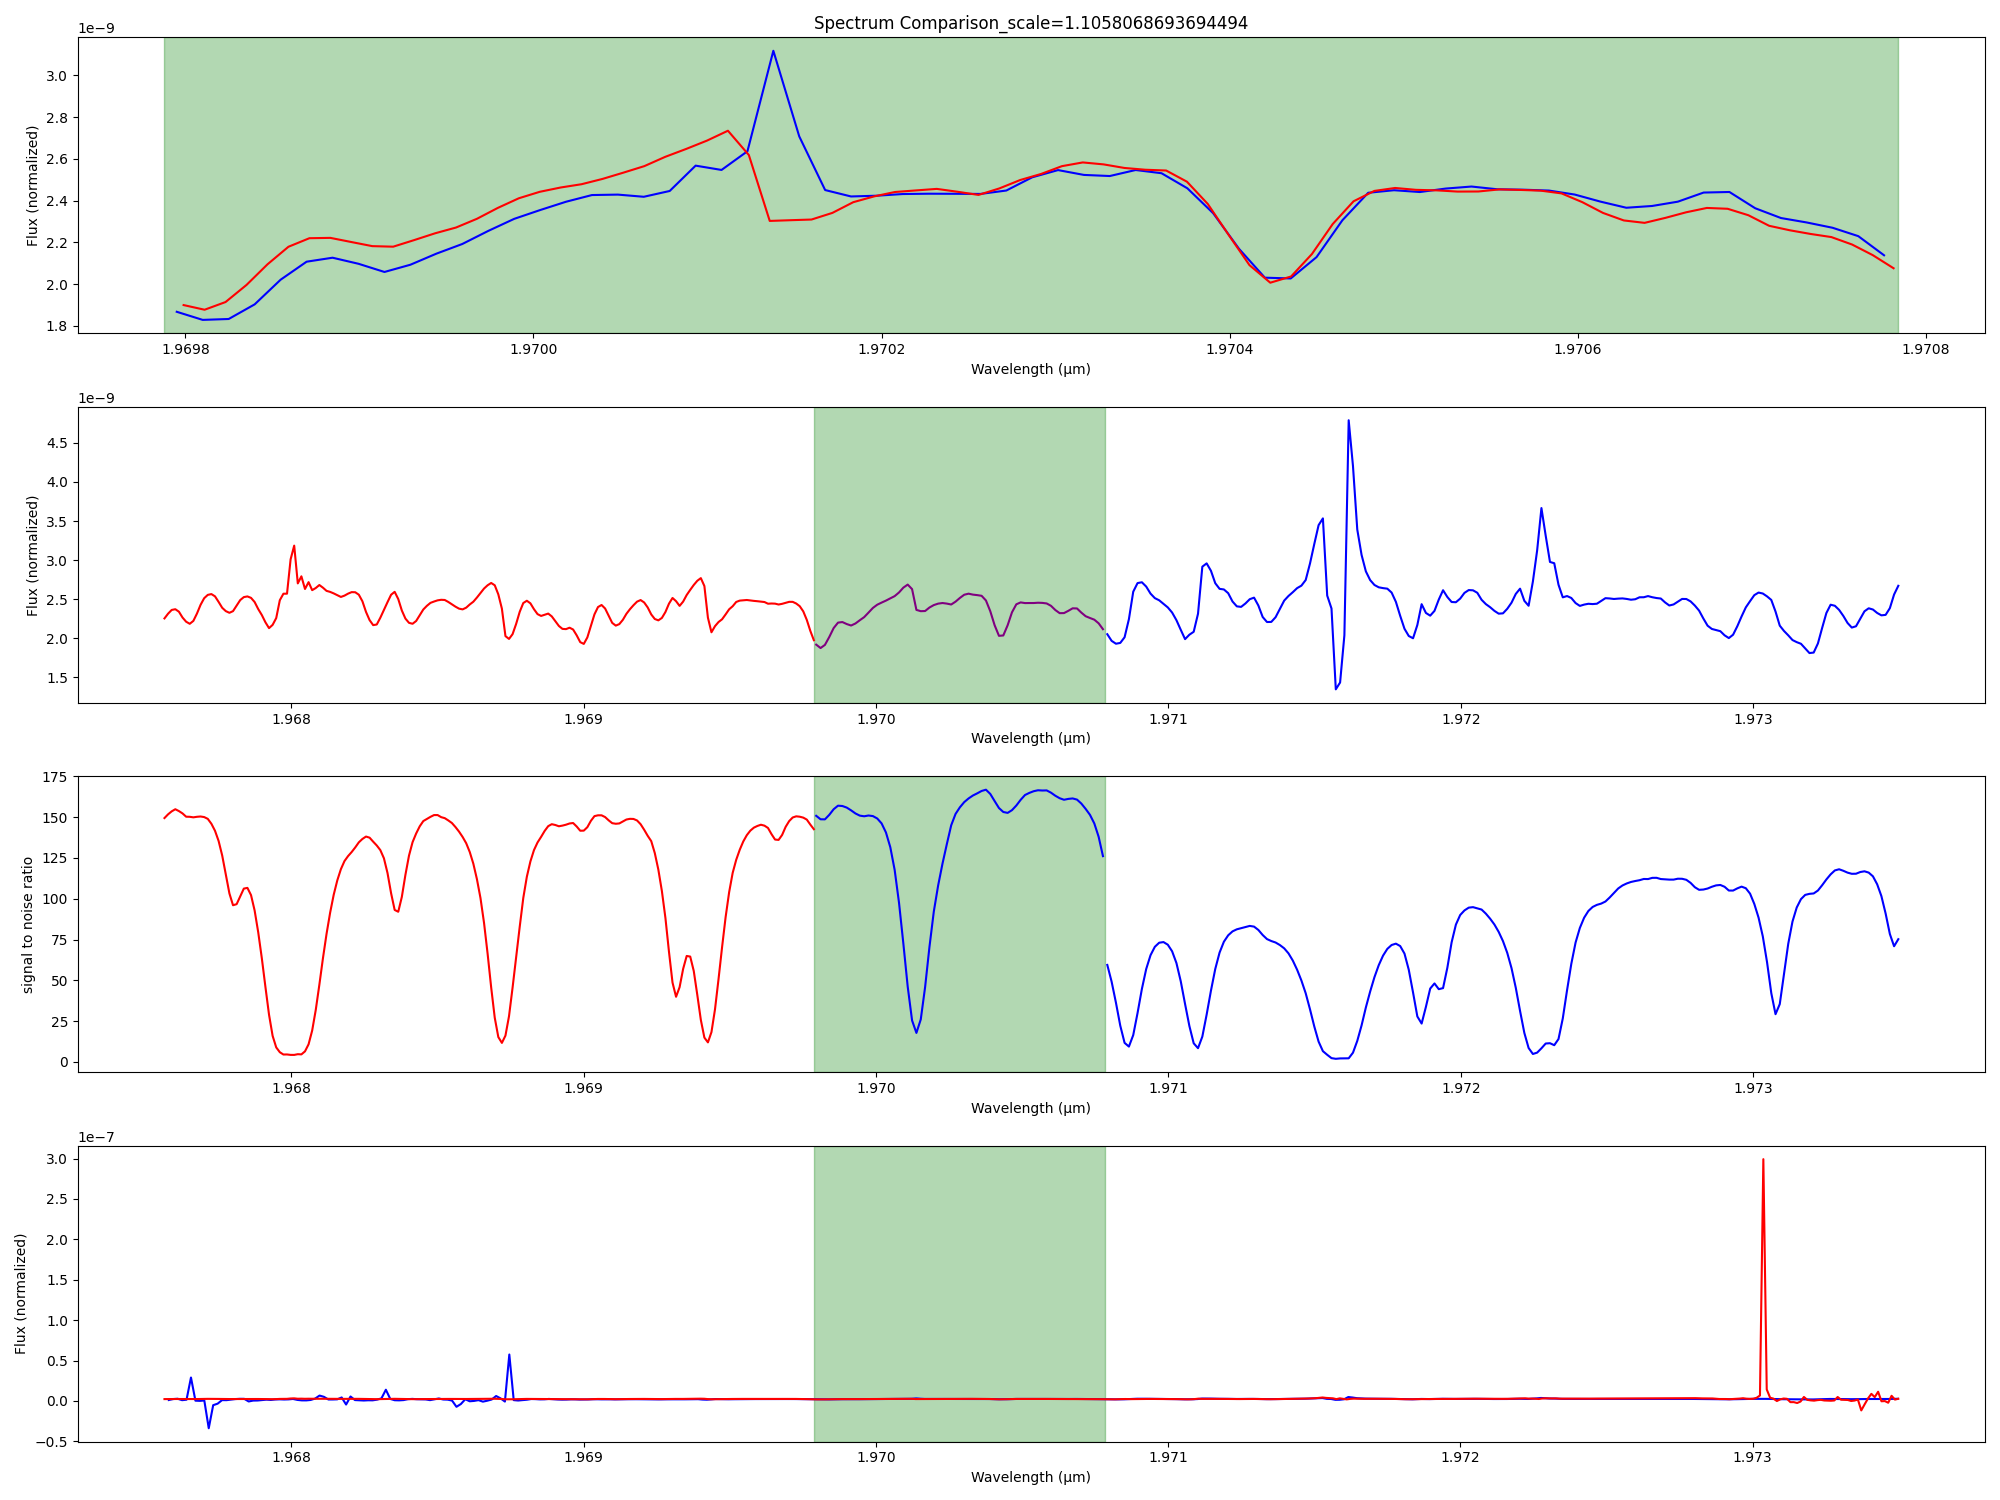 Spectrum Comparison_scale=1.1058068693694494
1e−9
Flux (normalized)
3.0
2.8
2.6
2.4
2.2
2.0
1.8
1.9698 1.9700 1.9702 1.9704 1.9706 1.9708
Wavelength (μm)
1e−9
Flux (normalized)
4.5
4.0
3.5
3.0
2.5
2.0
1.5
1.968 1.969 1.970 1.971 1.972 1.973
Wavelength (μm)
signal to noise ratio
175
150
125
100
75
50
25
0
1.968 1.969 1.970 1.971 1.972 1.973
Wavelength (μm)
1e−7
Flux (normalized)
3.0
2.5
2.0
1.5
1.0
0.5
0.0
−0.5
1.968 1.969 1.970 1.971 1.972 1.973
Wavelength (μm)